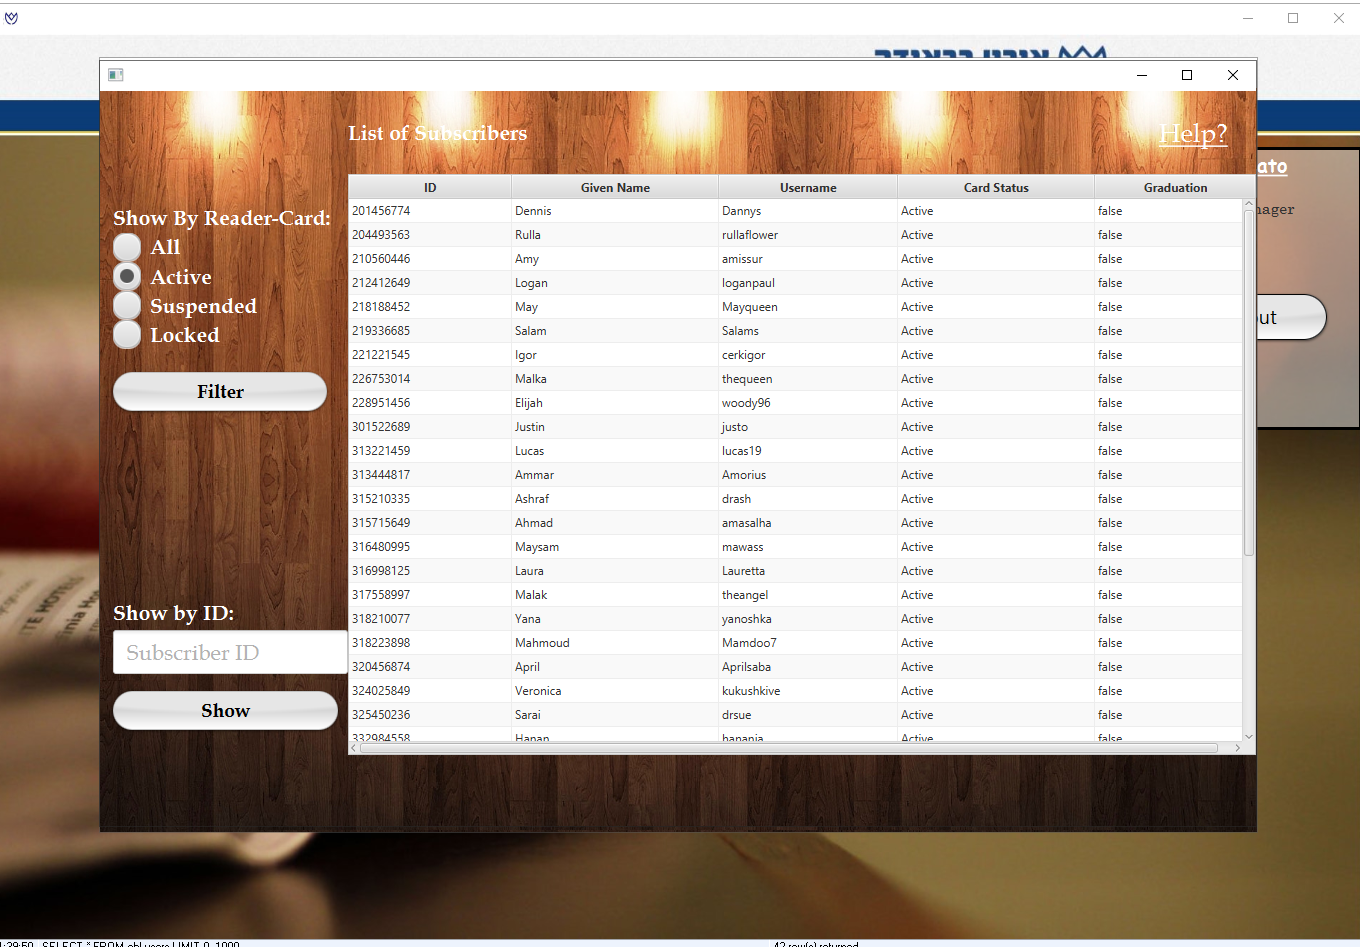 אורט בראודה
List of Subscribers
Help?
ID Given Name Username Card Status Graduation
201456774 Dennis Dannys Active false
204493563 Rulla rullaflower Active false
210560446 Amy amissur Active false
212412649 Logan loganpaul Active false
218188452 May Mayqueen Active false
219336685 Salam Salams Active false
221221545 Igor cerkigor Active false
226753014 Malka thequeen Active false
228951456 Elijah woody96 Active false
301522689 Justin justo Active false
313221459 Lucas lucas19 Active false
313444817 Ammar Amorius Active false
315210335 Ashraf drash Active false
315715649 Ahmad amasalha Active false
316480995 Maysam mawass Active false
316998125 Laura Lauretta Active false
317558997 Malak theangel Active false
318210077 Yana yanoshka Active false
318223898 Mahmoud Mamdoo7 Active false
320456874 April Aprilsaba Active false
324025849 Veronica kukushkive Active false
325450236 Sarai drsue Active false
332984558 Hanan hanania Active false
Show By Reader-Card:
All
Active
Suspended
Locked
Filter
Show by ID:
Subscriber ID
Show
ato
nager
out
SELECT * FROM obl.users LIMIT 0, 1000
42 row(s) returned